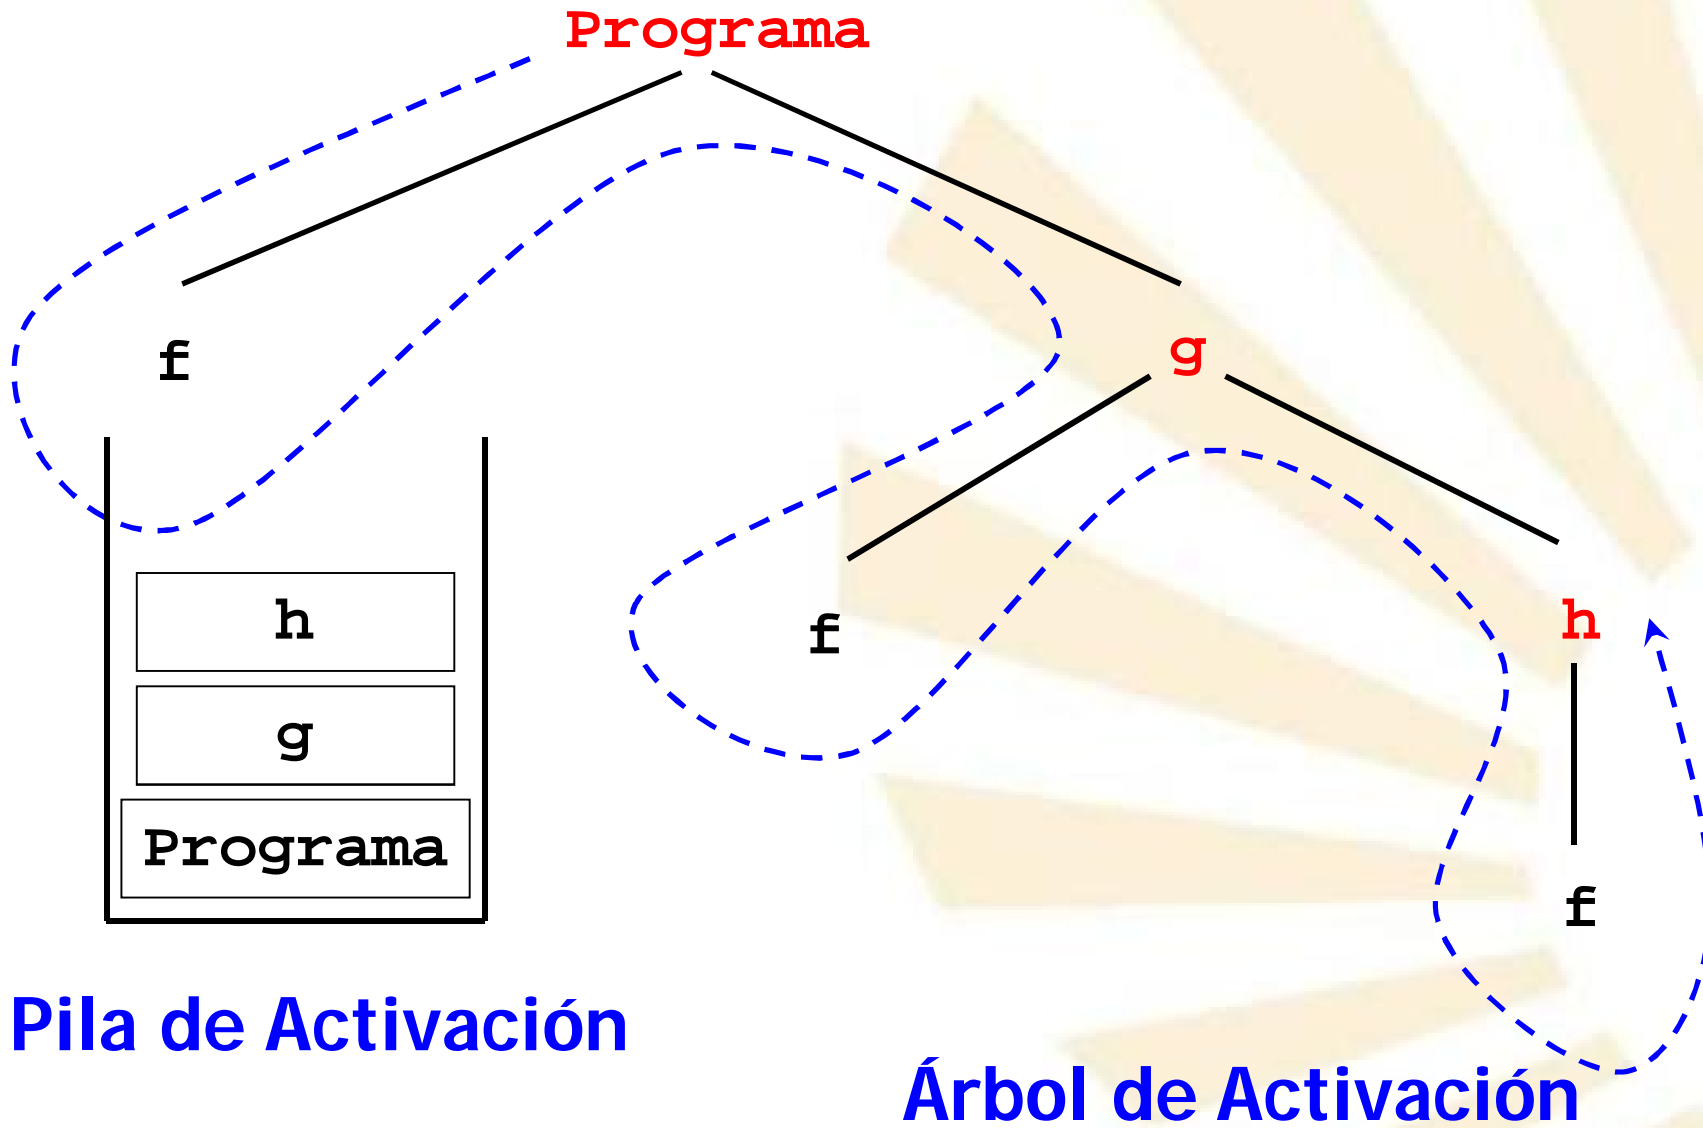 Programa
f
g
f
h
h
g
Programa
f
Pila de Activación
Árbol de Activación